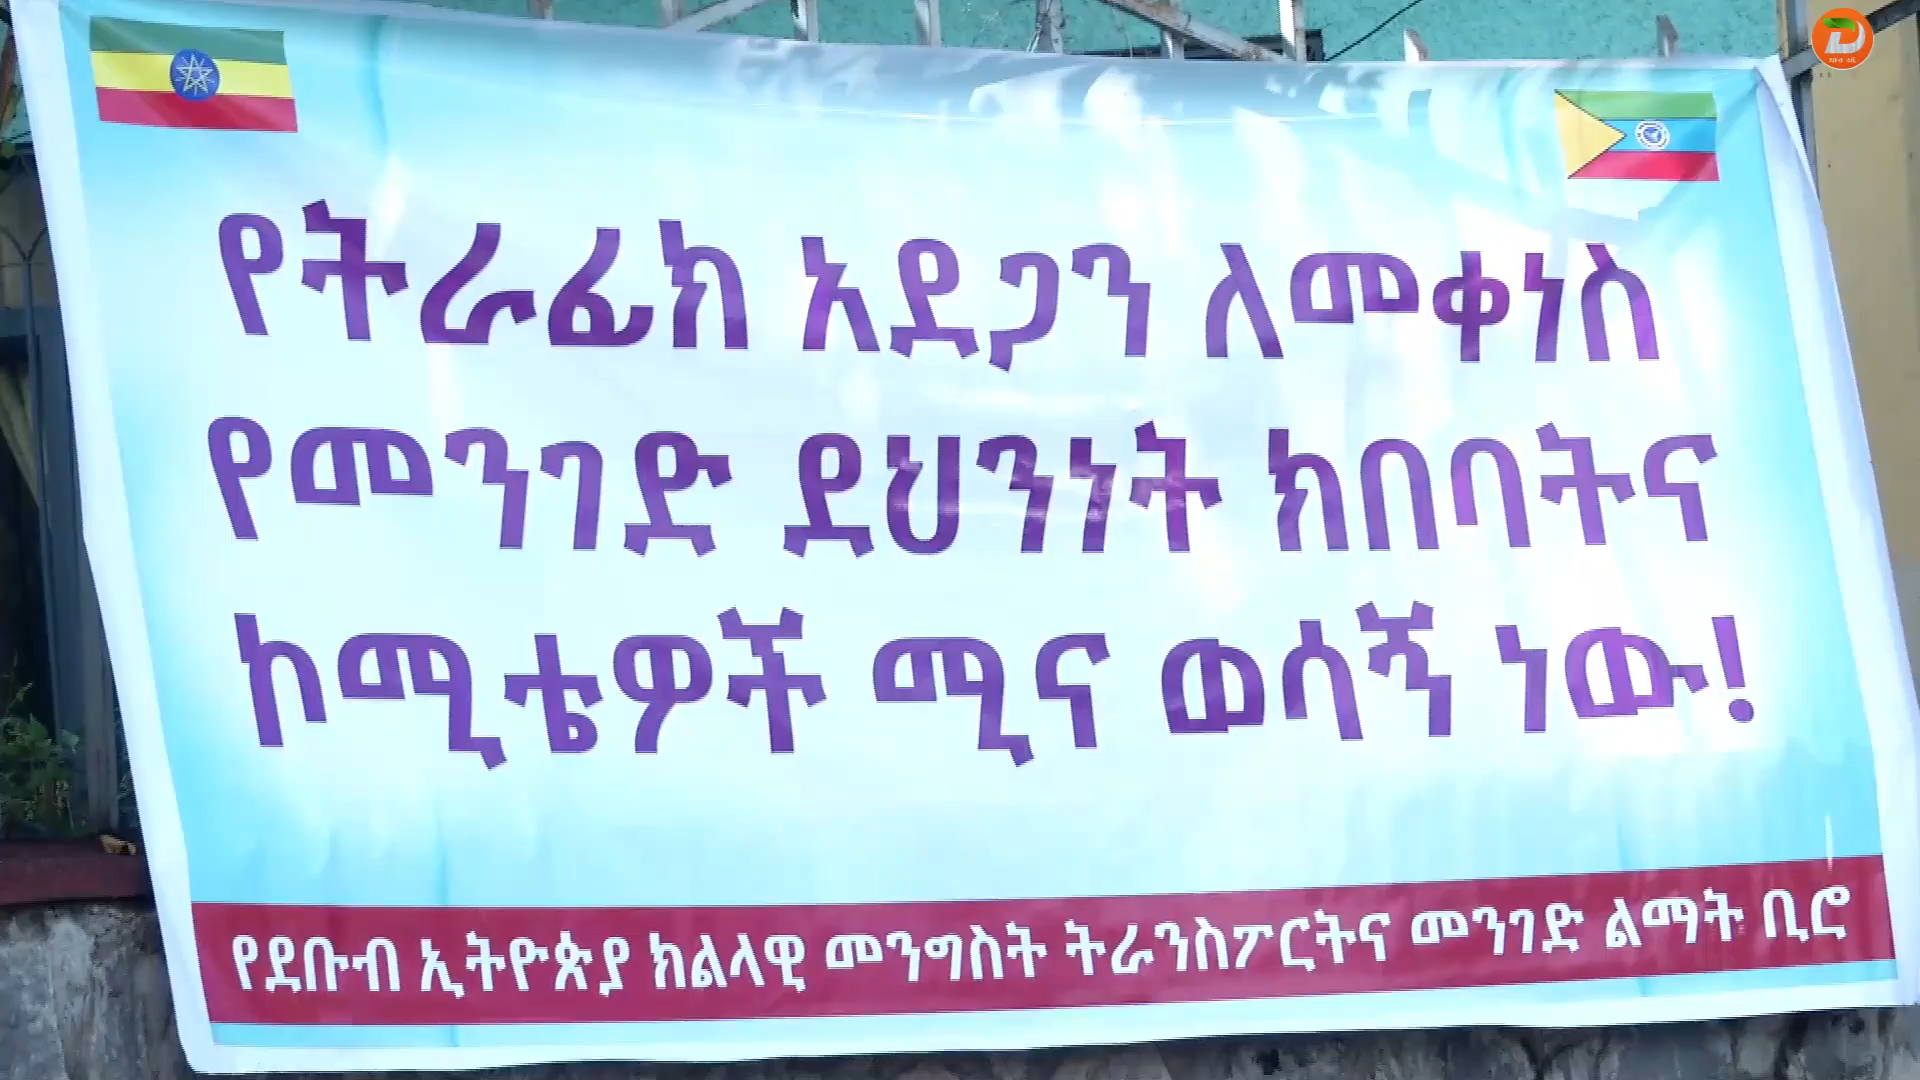 የትራፊክ አደጋን ለመቀነስ
የመንገድ ደህንነት ክበባትና
ኮሚቴዎች ሚና ወሳኝ ነው!
የደቡብ ኢትዮጵያ ክልላዊ መንግስት ትራንስፖርትና መንገድ ልማት ቢሮ